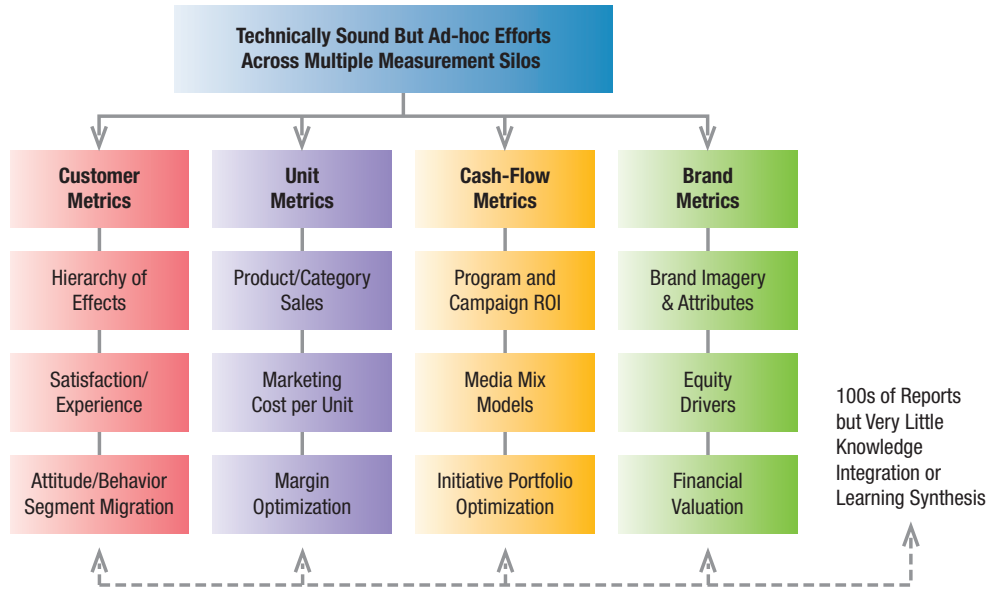 Technically Sound But Ad-hoc Efforts
Across Multiple Measurement Silos
Customer
Metrics
Hierarchy of
Effects
Satisfaction/
Experience
Attitude/Behavior
Segment Migration
Unit
Metrics
Product/Category
Sales
Marketing
Cost per Unit
Margin
Optimization
Cash-Flow
Metrics
Program and
Campaign ROI
Media Mix
Models
Initiative Portfolio
Optimization
Brand
Metrics
Brand Imagery
& Attributes
Equity
Drivers
Financial
Valuation
100s of Reports
but Very Little
Knowledge
Integration or
Learning Synthesis